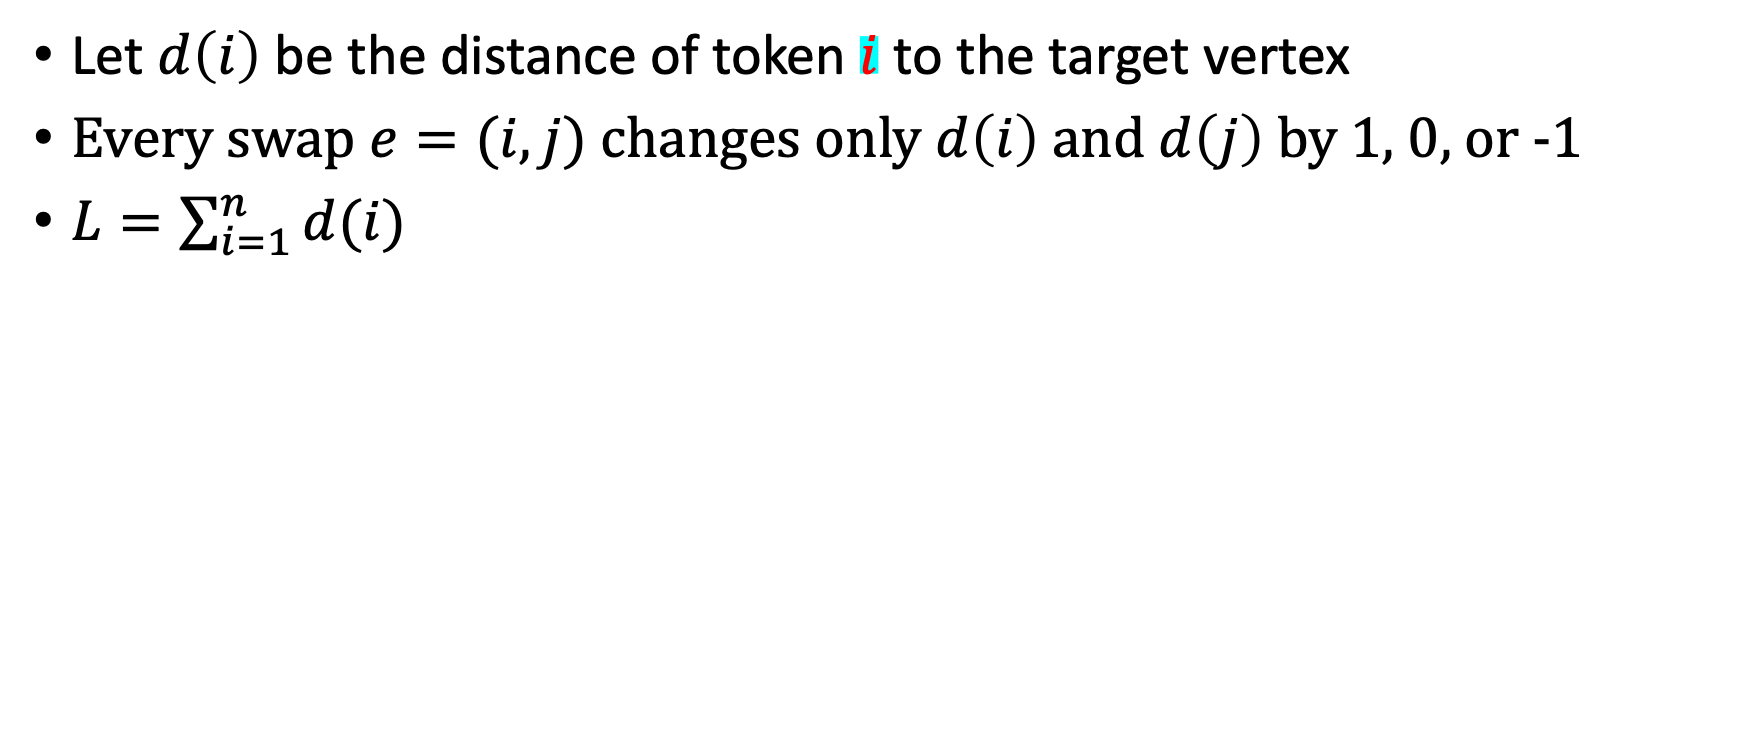 • Let d(i) be the distance of token i to the target vertex
• Every swap e = (i, j) changes only d(i) and d(j) by 1, 0, or -1
• L = ∑ⁿᵢ₌₁ d(i)